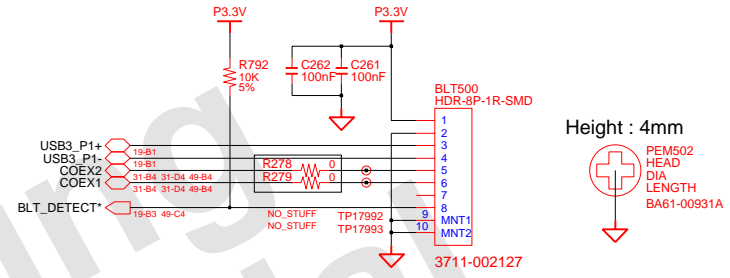 P3.3V
P3.3V
R792
10K
5%
C262
100nF
C261
100nF
BLT500
HDR-8P-1R-SMD
1
2
3
4
5
6
7
8
9
MNT1
10
MNT2
3711-002127
USB3_P1+
19-B1
USB3_P1-
19-B1
COEX2
31-B4 31-D4 49-B4
COEX1
31-B4 31-D4 49-B4
BLT_DETECT*
19-B3 49-C4
R278
0
R279
0
NO_STUFF
NO_STUFF
TP17992
TP17993
Height : 4mm
PEM502
HEAD
DIA
LENGTH
BA61-00931A